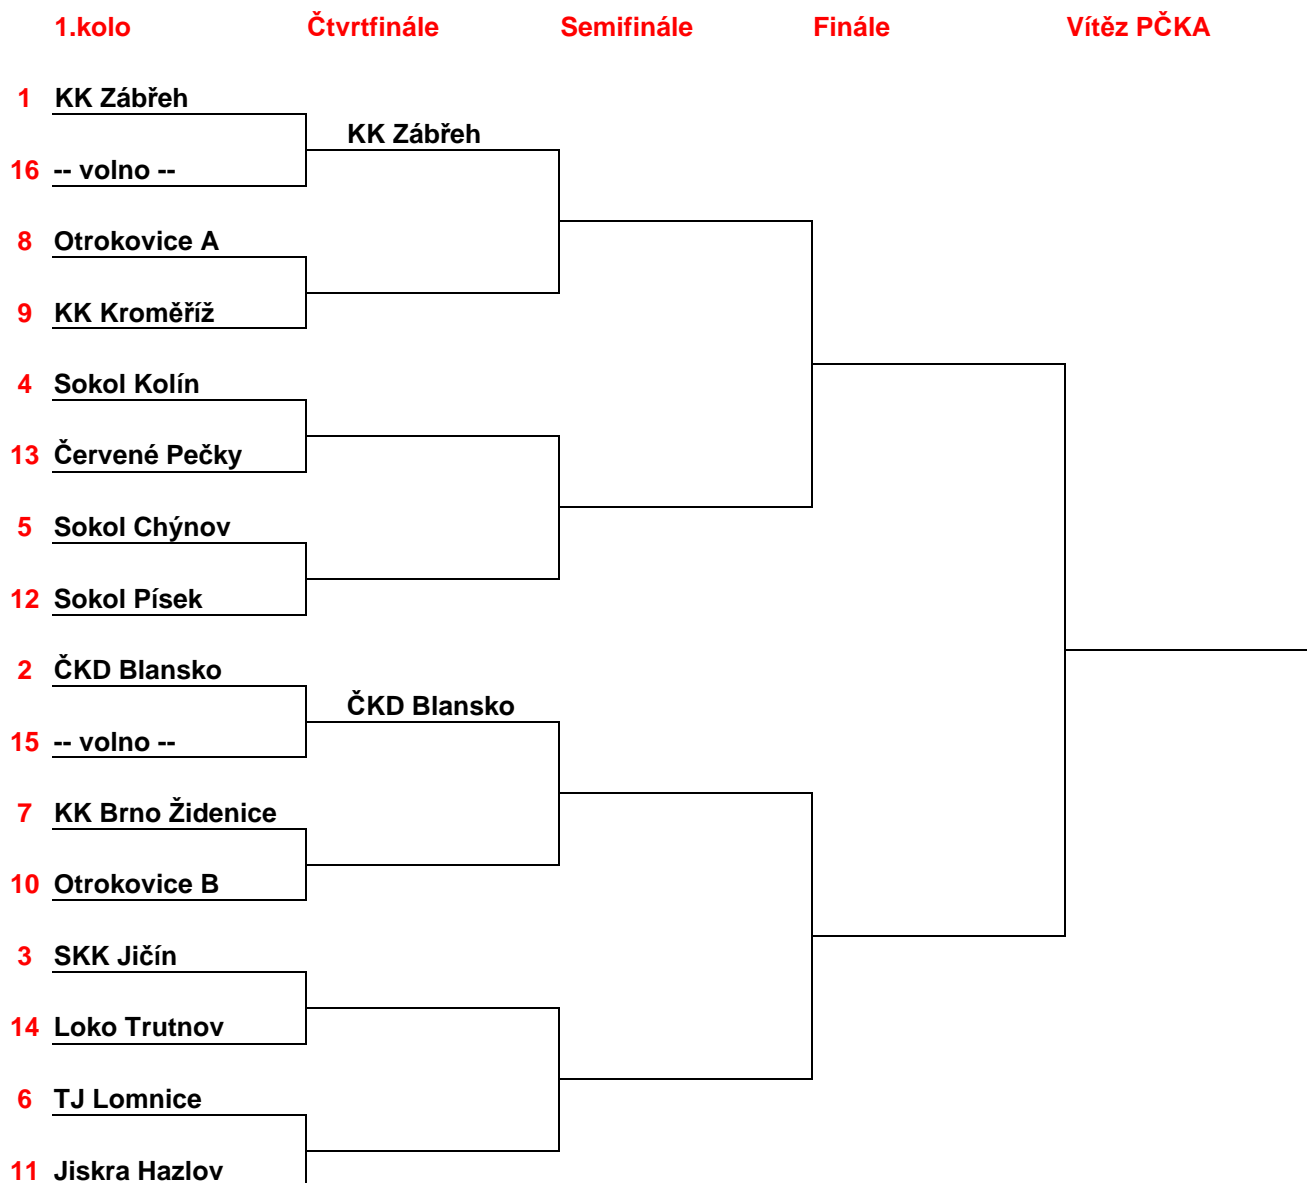 1.kolo Čtvrtfinále Semifinále Finále Vítěz PČKA
1 KK Zábřeh
KK Zábřeh
16 -- volno --
8 Otrokovice A
9 KK Kroměříž
4 Sokol Kolín
13 Červené Pečky
5 Sokol Chýnov
12 Sokol Písek
2 ČKD Blansko
ČKD Blansko
15 -- volno --
7 KK Brno Židenice
10 Otrokovice B
3 SKK Jičín
14 Loko Trutnov
6 TJ Lomnice
11 Jiskra Hazlov